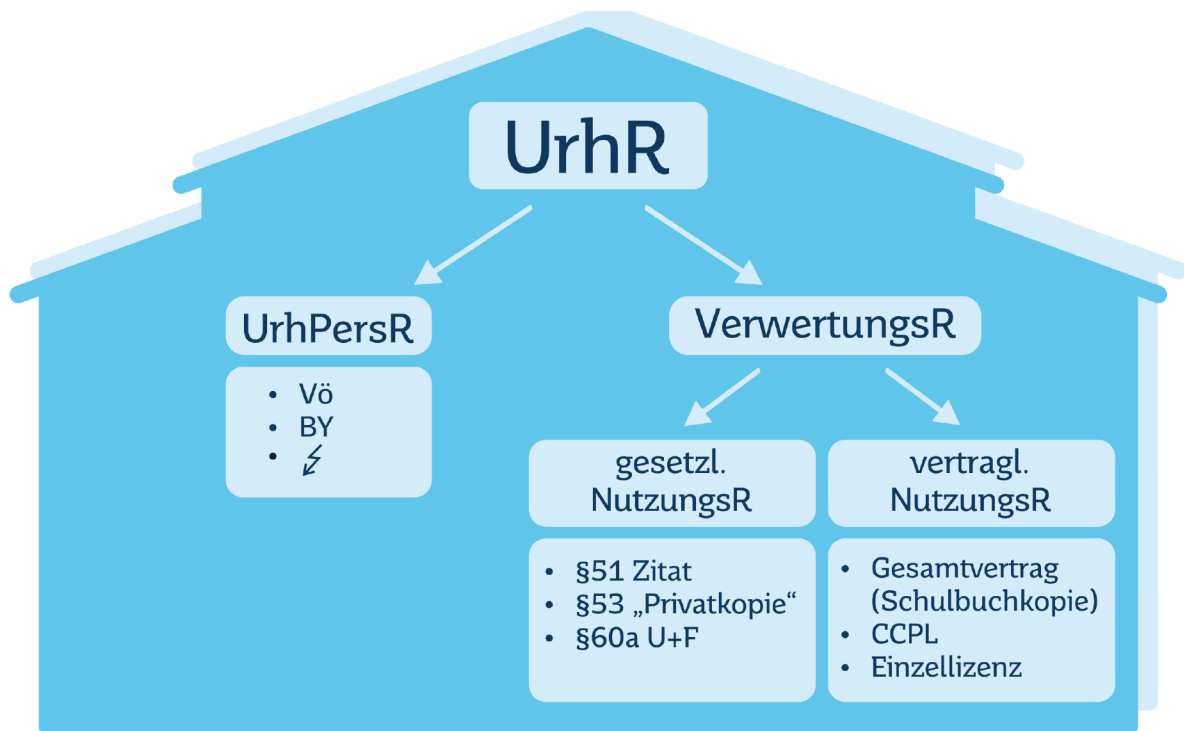 UrhR
UrhPersR
VerwertungsR
• Vö
• BY
•
gesetzl.
NutzungsR
vertragl.
NutzungsR
• §51 Zitat
• §53 „Privatkopie“
• §60a U+F
• Gesamtvertrag
(Schulbuchkopie)
• CCPL
• Einzellizenz